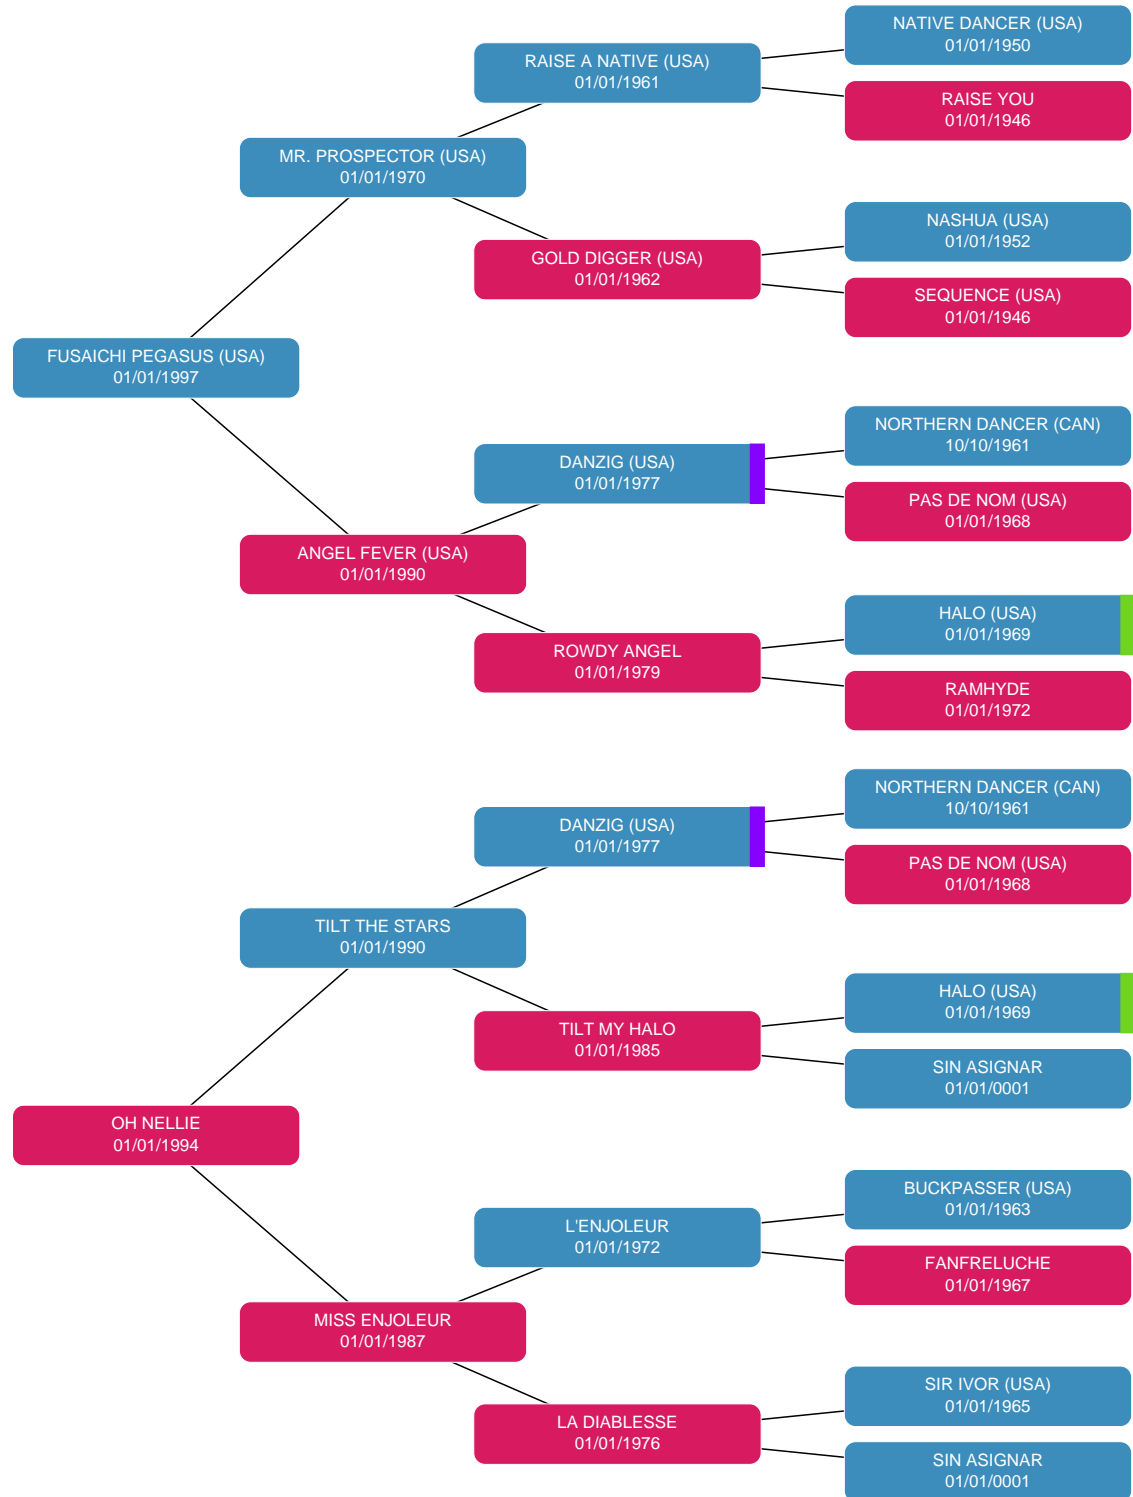 NATIVE DANCER (USA)
01/01/1950
RAISE A NATIVE (USA)
01/01/1961
RAISE YOU
01/01/1946
MR. PROSPECTOR (USA)
01/01/1970
NASHUA (USA)
01/01/1952
GOLD DIGGER (USA)
01/01/1962
SEQUENCE (USA)
01/01/1946
FUSAICHI PEGASUS (USA)
01/01/1997
NORTHERN DANCER (CAN)
10/10/1961
DANZIG (USA)
01/01/1977
PAS DE NOM (USA)
01/01/1968
ANGEL FEVER (USA)
01/01/1990
HALO (USA)
01/01/1969
ROWDY ANGEL
01/01/1979
RAMHYDE
01/01/1972
NORTHERN DANCER (CAN)
10/10/1961
DANZIG (USA)
01/01/1977
PAS DE NOM (USA)
01/01/1968
TILT THE STARS
01/01/1990
HALO (USA)
01/01/1969
TILT MY HALO
01/01/1985
SIN ASIGNAR
01/01/0001
OH NELLIE
01/01/1994
BUCKPASSER (USA)
01/01/1963
L'ENJOLEUR
01/01/1972
FANFRELUCHE
01/01/1967
MISS ENJOLEUR
01/01/1987
SIR IVOR (USA)
01/01/1965
LA DIABLESSE
01/01/1976
SIN ASIGNAR
01/01/0001